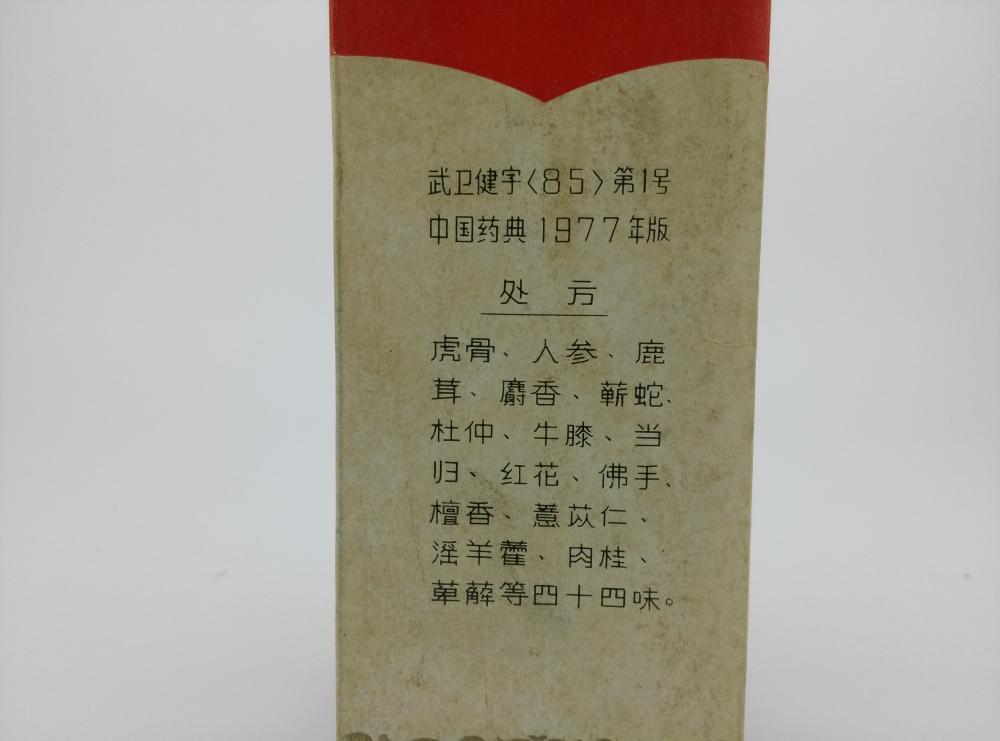 武卫健字〈85〉第1号
中国药典1977年版
处方
虎骨、人参、鹿
茸、麝香、蕲蛇、
杜仲、牛膝、当
归、红花、佛手、
檀香、薏苡仁、
淫羊藿、肉桂、
萆薢等四十四味。